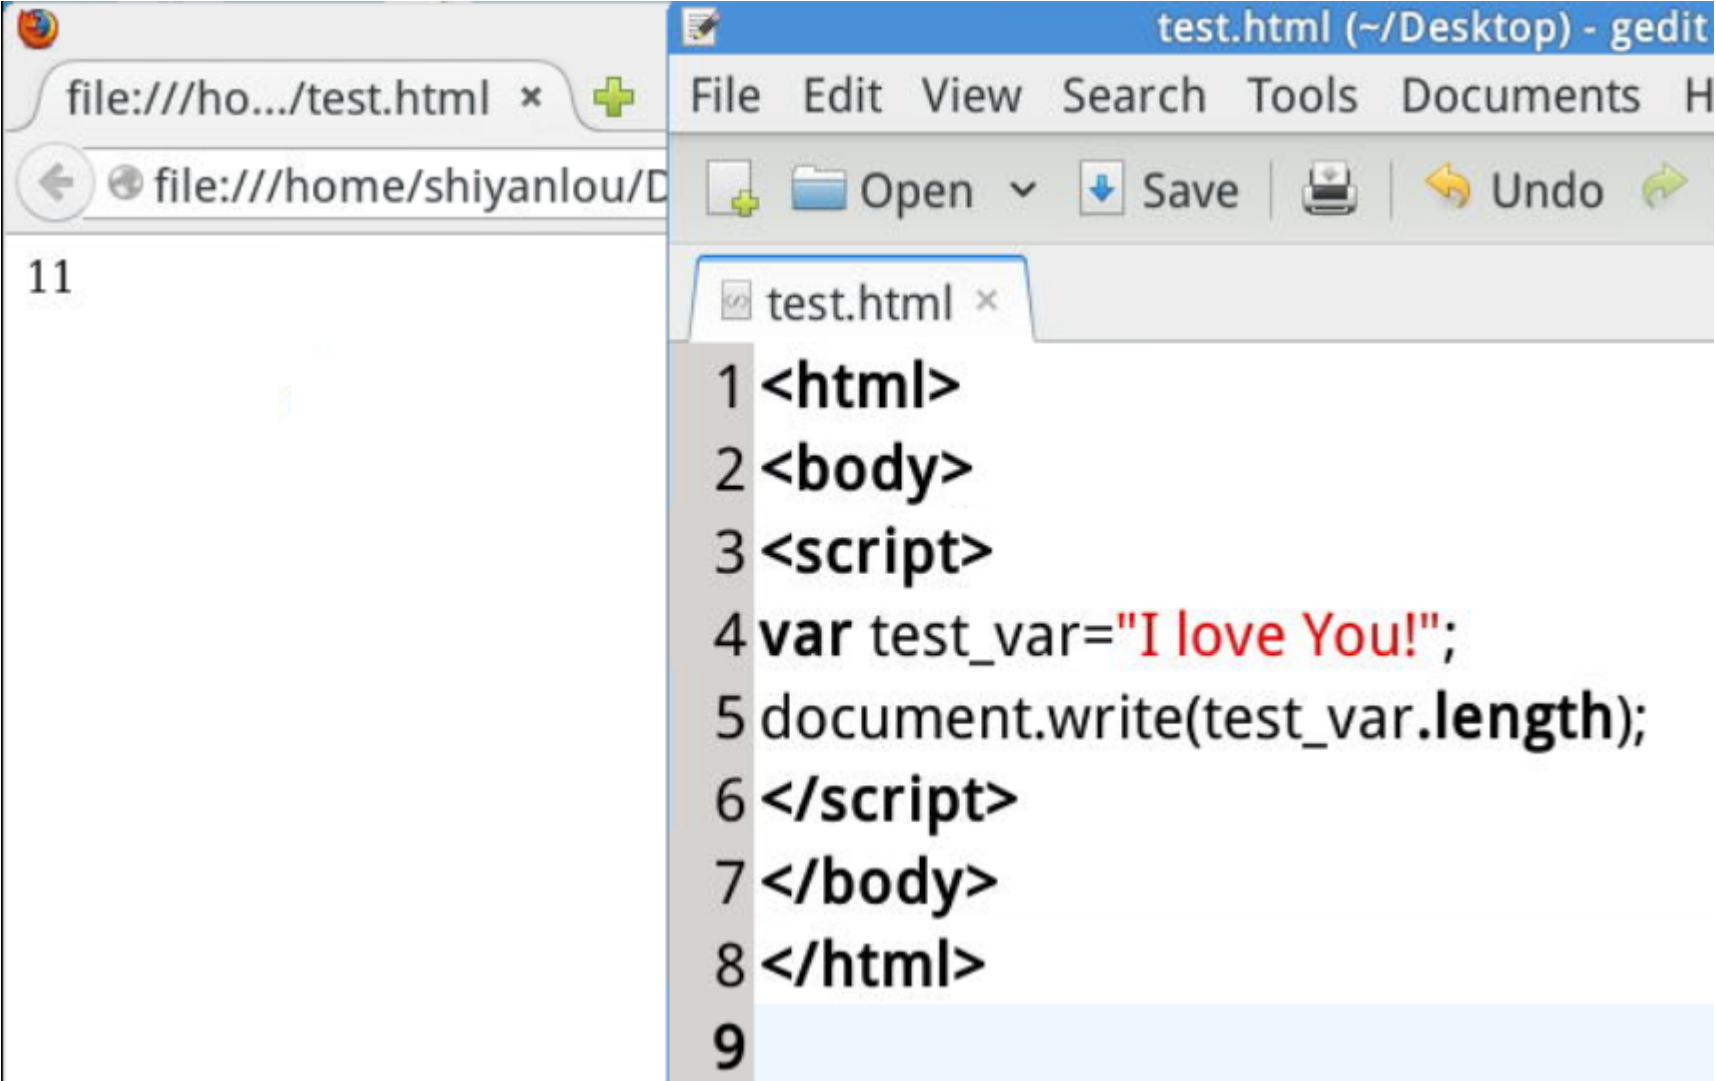 file:///ho.../test.html
file:///home/shiyanlou/D
11
test.html (~/Desktop) - gedit
File Edit View Search Tools Documents H
Open Save Undo
test.html
1 <html>
2 <body>
3 <script>
4 var test_var="I love You!";
5 document.write(test_var.length);
6 </script>
7 </body>
8 </html>
9